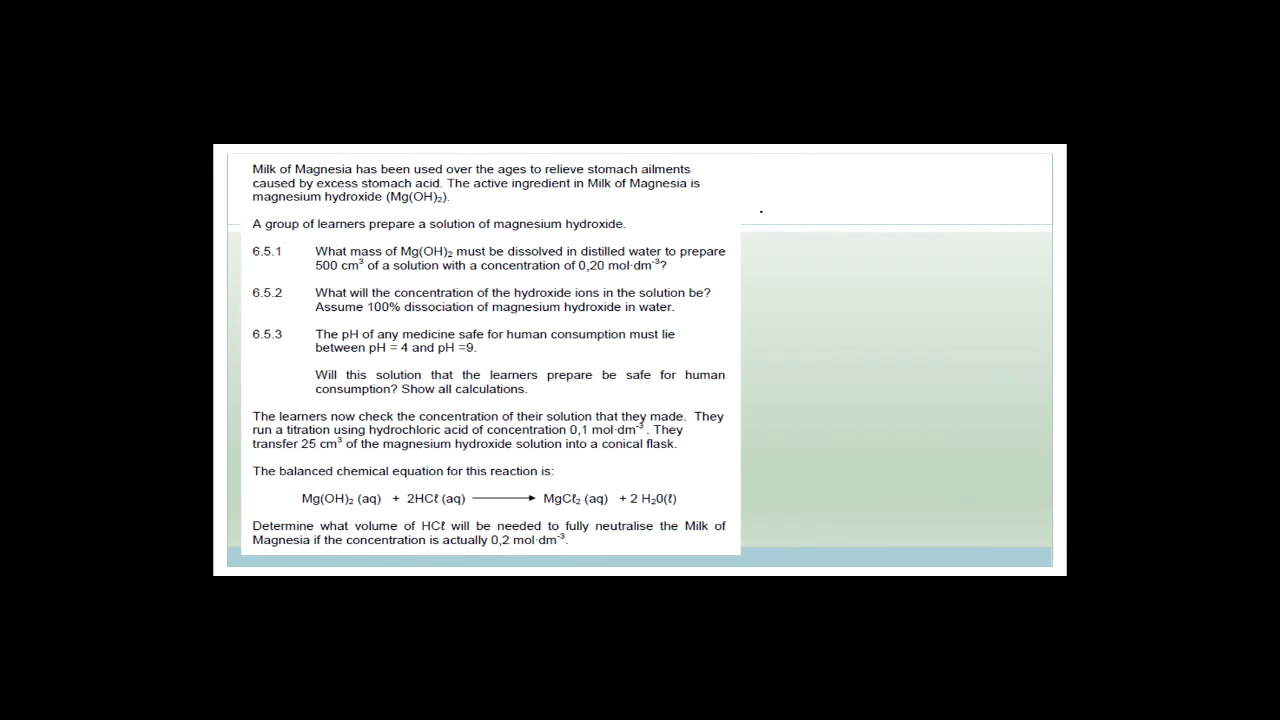 Milk of Magnesia has been used over the ages to relieve stomach ailments
caused by excess stomach acid. The active ingredient in Milk of Magnesia is
magnesium hydroxide (Mg(OH)₂).
A group of learners prepare a solution of magnesium hydroxide.
6.5.1 What mass of Mg(OH)₂ must be dissolved in distilled water to prepare
500 cm³ of a solution with a concentration of 0,20 mol·dm⁻³?
6.5.2 What will the concentration of the hydroxide ions in the solution be?
Assume 100% dissociation of magnesium hydroxide in water.
6.5.3 The pH of any medicine safe for human consumption must lie
between pH = 4 and pH =9.
Will this solution that the learners prepare be safe for human
consumption? Show all calculations.
The learners now check the concentration of their solution that they made. They
run a titration using hydrochloric acid of concentration 0,1 mol·dm⁻³. They
transfer 25 cm³ of the magnesium hydroxide solution into a conical flask.
The balanced chemical equation for this reaction is:
Mg(OH)₂ (aq) + 2HCℓ (aq) ⟶ MgCℓ₂ (aq) + 2 H₂0(ℓ)
Determine what volume of HCℓ will be needed to fully neutralise the Milk of
Magnesia if the concentration is actually 0,2 mol·dm⁻³.